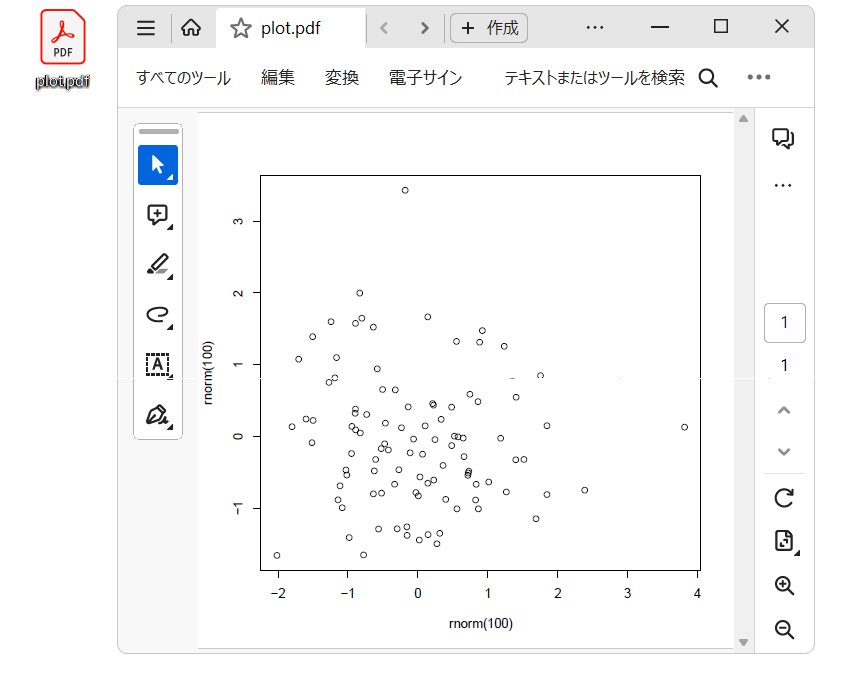 PDF
plot.pdf
plot.pdf
+ 作成
すべてのツール 編集 変換 電子サイン テキストまたはツールを検索
A
1
1
3
2
1
0
−1
rnorm(100)
−2 −1 0 1 2 3 4
rnorm(100)